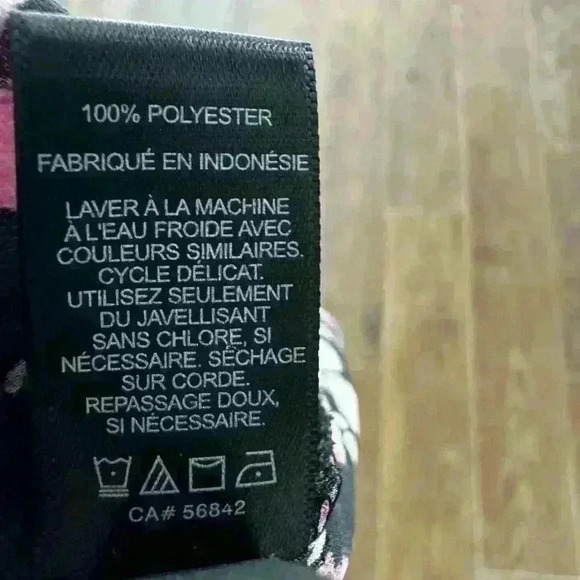 100% POLYESTER
FABRIQUÉ EN INDONÉSIE
LAVER À LA MACHINE
À L'EAU FROIDE AVEC
COULEURS SIMILAIRES.
CYCLE DÉLICAT.
UTILISEZ SEULEMENT
DU JAVELLISANT
SANS CHLORE, SI
NÉCESSAIRE. SÉCHAGE
SUR CORDE.
REPASSAGE DOUX,
SI NÉCESSAIRE.
CA# 56842